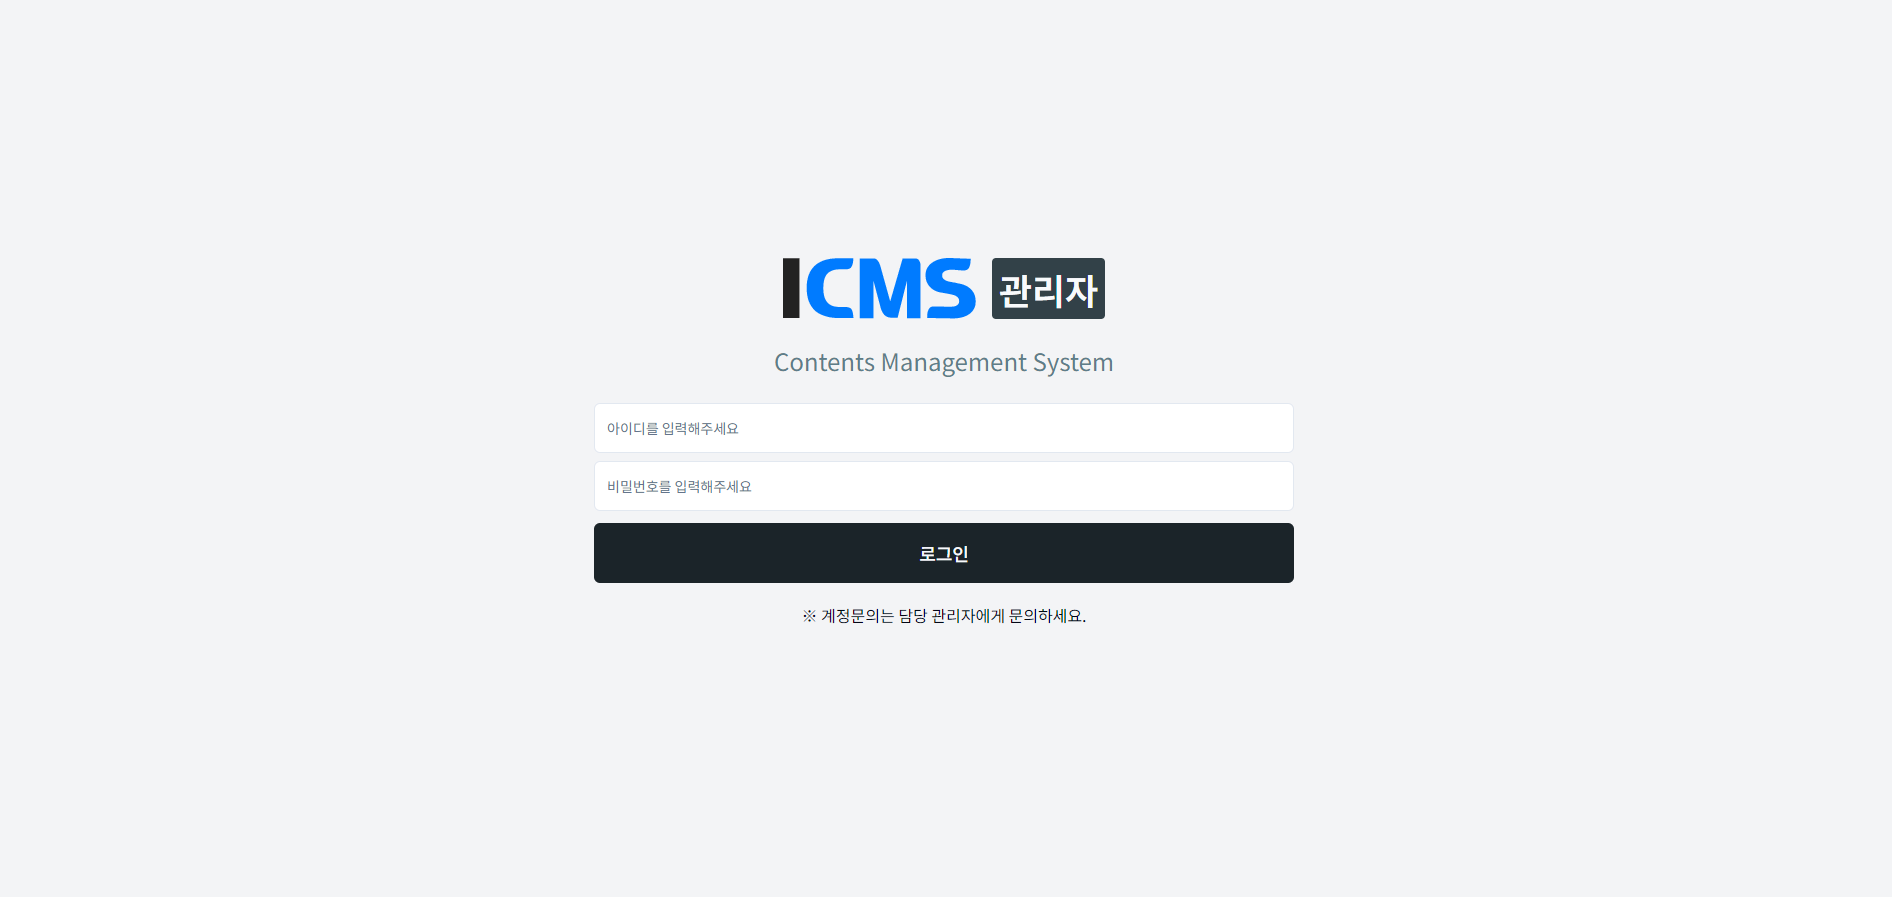 ICMS 관리자
Contents Management System
아이디를 입력해주세요
비밀번호를 입력해주세요
로그인
※ 계정문의는 담당 관리자에게 문의하세요.